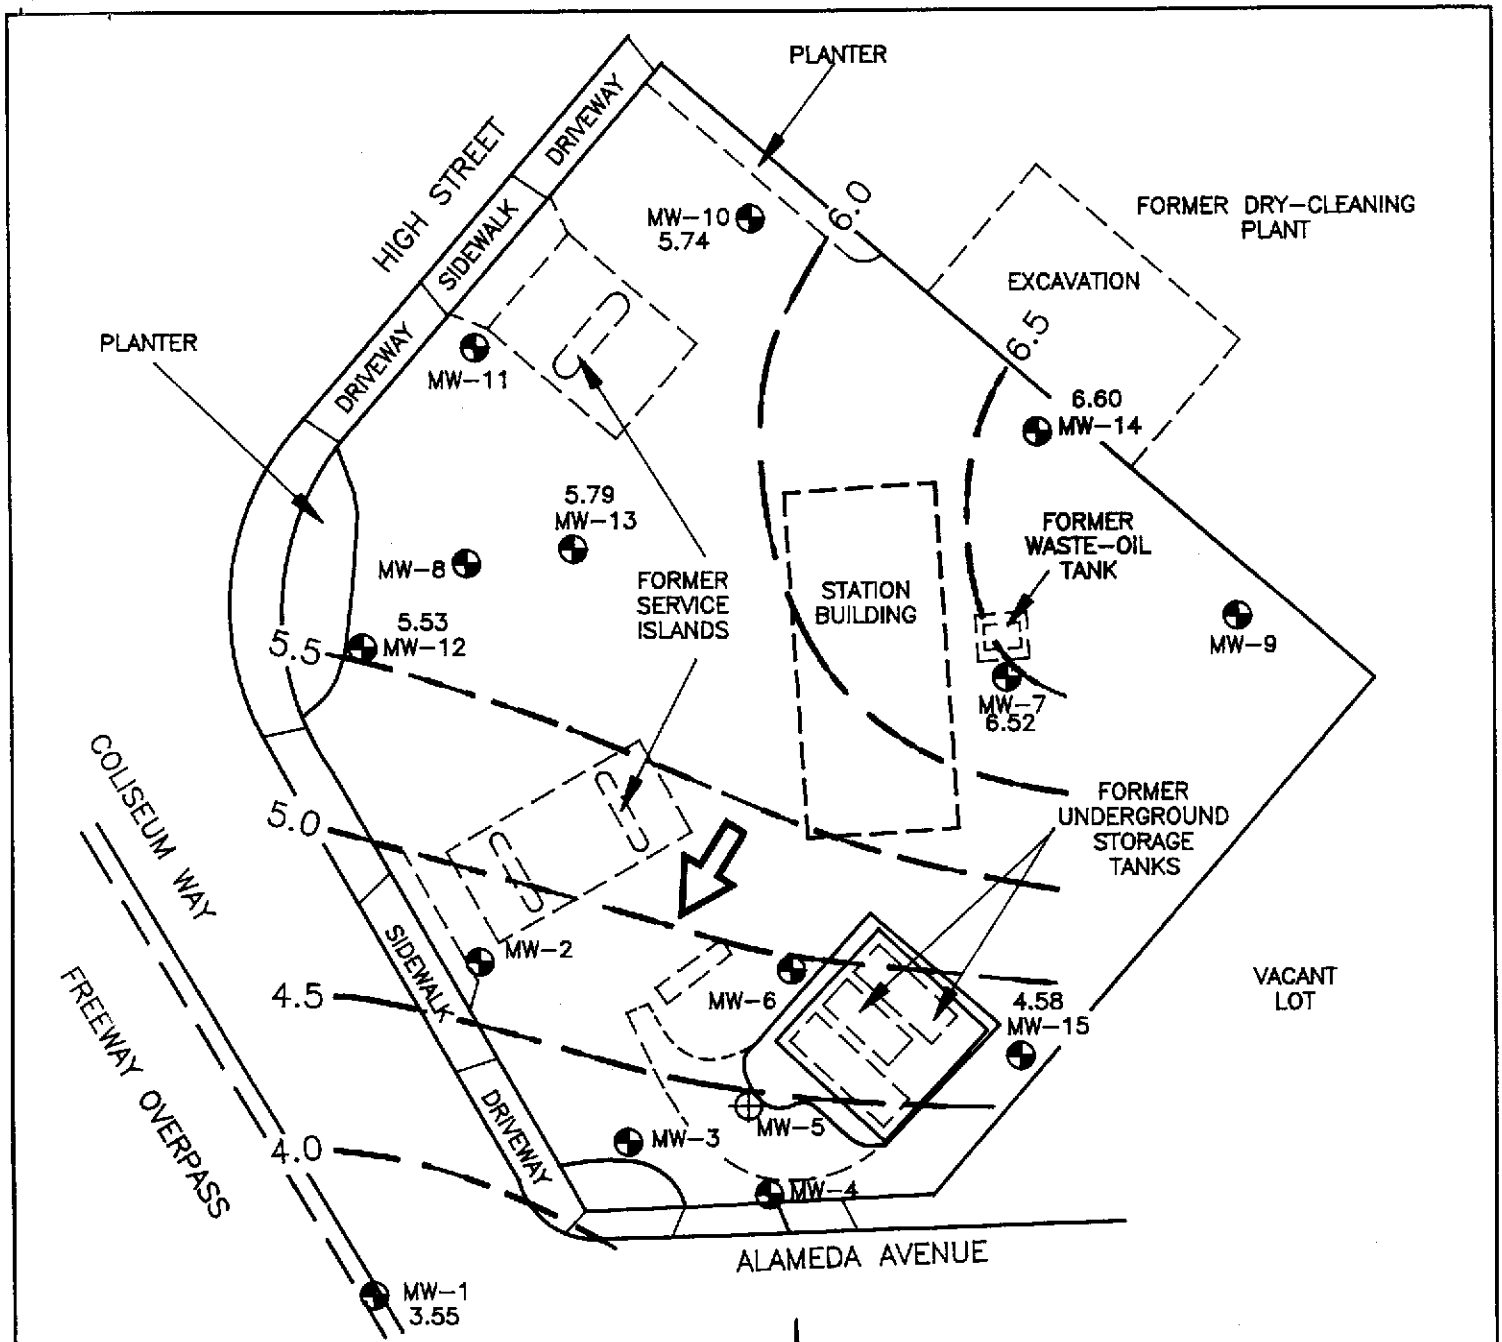 PLANTER
DRIVEWAY
HIGH STREET
SIDEWALK
MW-10
5.74
6.0
FORMER DRY-CLEANING
PLANT
EXCAVATION
6.5
PLANTER
DRIVEWAY
MW-11
6.60
MW-14
5.79
MW-13
MW-8
FORMER
WASTE-OIL
TANK
FORMER
SERVICE
ISLANDS
STATION
BUILDING
5.53
MW-12
5.5
MW-9
MW-7
6.52
COLISEUM WAY
5.0
FORMER
UNDERGROUND
STORAGE
TANKS
SIDEWALK
MW-2
MW-6
FREEWAY OVERPASS
4.5
4.58
MW-15
VACANT
LOT
DRIVEWAY
MW-5
MW-3
4.0
MW-4
ALAMEDA AVENUE
MW-1
3.55